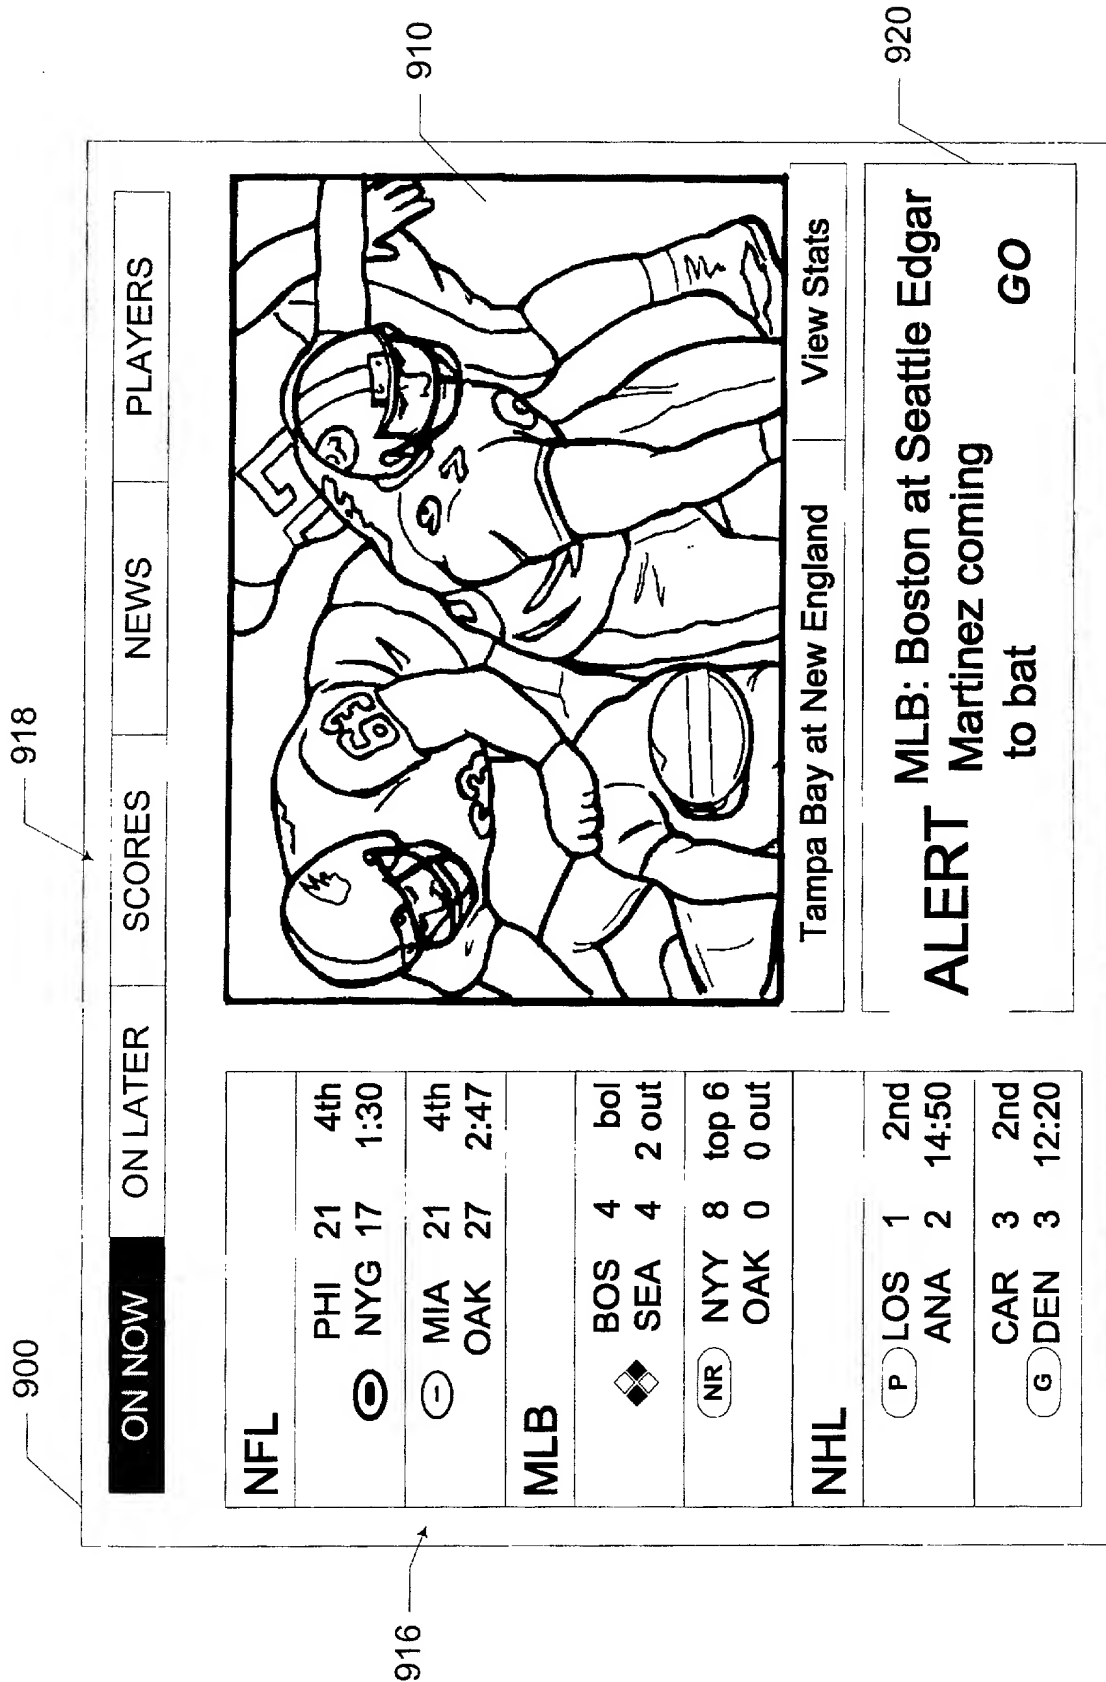 900
918
ON NOW ON LATER SCORES NEWS PLAYERS
910
916
NFL
PHI 21 4th
NYG 17 1:30
MIA 21 4th
OAK 27 2:47
MLB
BOS 4 bol
SEA 4 2 out
NR NYY 8 top 6
OAK 0 0 out
NHL
P LOS 1 2nd
ANA 2 14:50
CAR 3 2nd
G DEN 3 12:20
63
Tampa Bay at New England View Stats
920
ALERT MLB: Boston at Seattle Edgar
Martinez coming
to bat GO